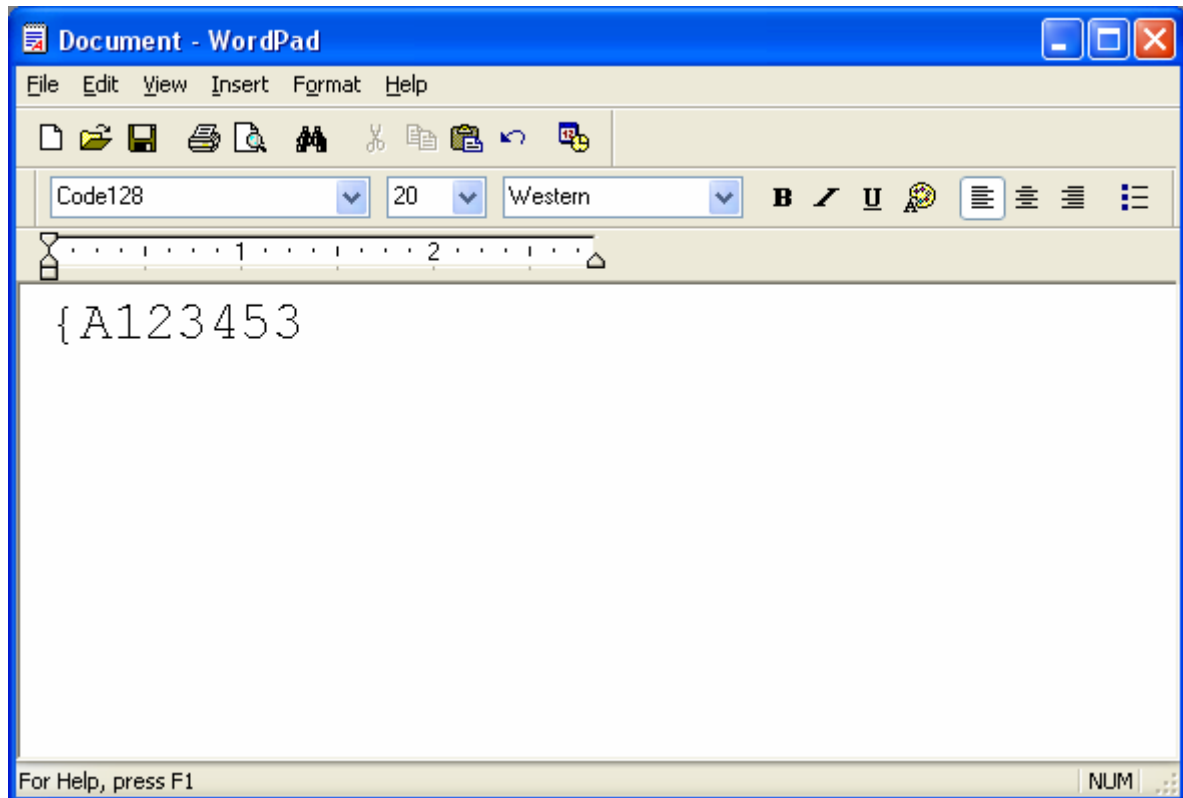 Document - WordPad
File Edit View Insert Format Help
Code128 20 Western B / U
1 2
{A123453
For Help, press F1 NUM